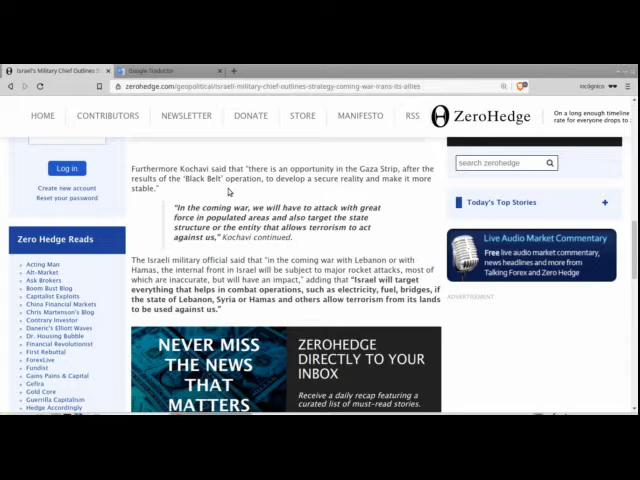 Israel's Military Chief Outlines S
Google Traductor
zerohedge.com/geopolitical/israeli-military-chief-outlines-strategy-coming-war-irans-its-allies
Incógnito
HOME
CONTRIBUTORS
NEWSLETTER
DONATE
STORE
MANIFESTO
RSS
ZeroHedge
On a long enough timeline
rate for everyone drops to
Log in
Create new account
Reset your password
Zero Hedge Reads
Acting Man
Alt-Market
Ask Brokers
Boom Bust Blog
Capitalist Exploits
China Financial Markets
Chris Martenson's Blog
Contrary Investor
Daneric's Elliott Waves
Dr. Housing Bubble
Financial Revolutionist
First Rebuttal
ForexLive
Fundist
Gains Pains & Capital
Gefira
Gold Core
Guerrilla Capitalism
Hedge Accordingly
Furthermore Kochavi said that "there is an opportunity in the Gaza Strip, after the
results of the 'Black Belt' operation, to develop a secure reality and make it more
stable."
"In the coming war, we will have to attack with great
force in populated areas and also target the state
structure or the entity that allows terrorism to act
against us," Kochavi continued.
The Israeli military official said that "in the coming war with Lebanon or with
Hamas, the internal front in Israel will be subject to major rocket attacks, most of
which are inaccurate, but will have an impact," adding that "Israel will target
everything that helps in combat operations, such as electricity, fuel, bridges, if
the state of Lebanon, Syria or Hamas and others allow terrorism from its lands
to be used against us."
NEVER MISS
THE NEWS
THAT
MATTERS
ZEROHEDGE
DIRECTLY TO YOUR
INBOX
Receive a daily recap featuring a
curated list of must-read stories.
search zerohedge
Today's Top Stories +
Live Audio Market Commentary
Free live audio commentary,
news headlines and more from
Talking Forex and Zero Hedge
ADVERTISEMENT